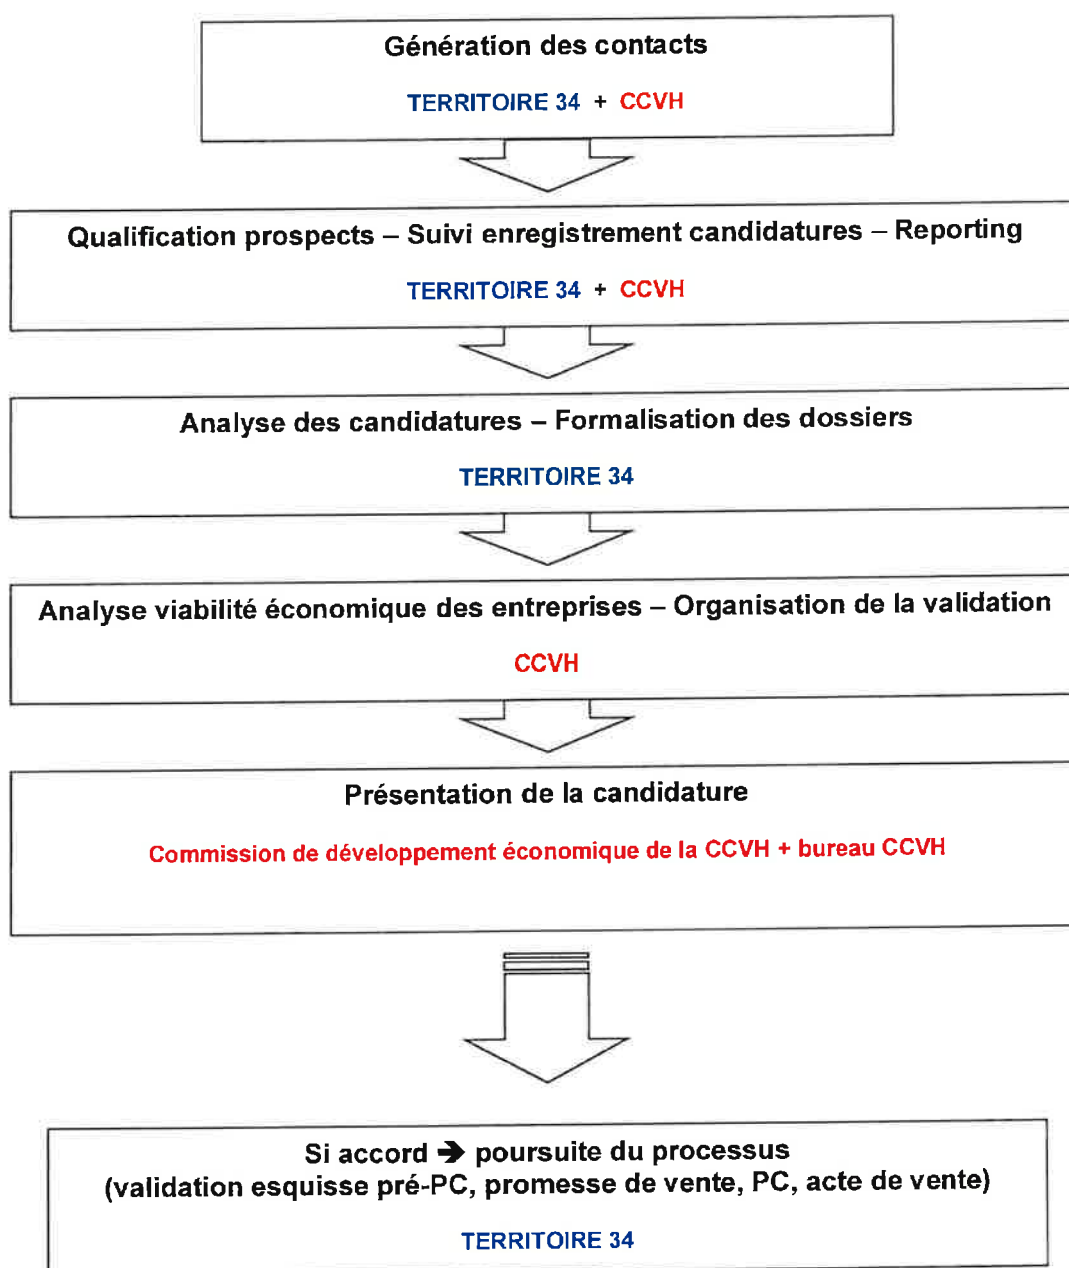 Génération des contacts
TERRITOIRE 34 + CCVH
Qualification prospects – Suivi enregistrement candidatures – Reporting
TERRITOIRE 34 + CCVH
Analyse des candidatures – Formalisation des dossiers
TERRITOIRE 34
Analyse viabilité économique des entreprises – Organisation de la validation
CCVH
Présentation de la candidature
Commission de développement économique de la CCVH + bureau CCVH
Si accord ➔ poursuite du processus
(validation esquisse pré-PC, promesse de vente, PC, acte de vente)
TERRITOIRE 34